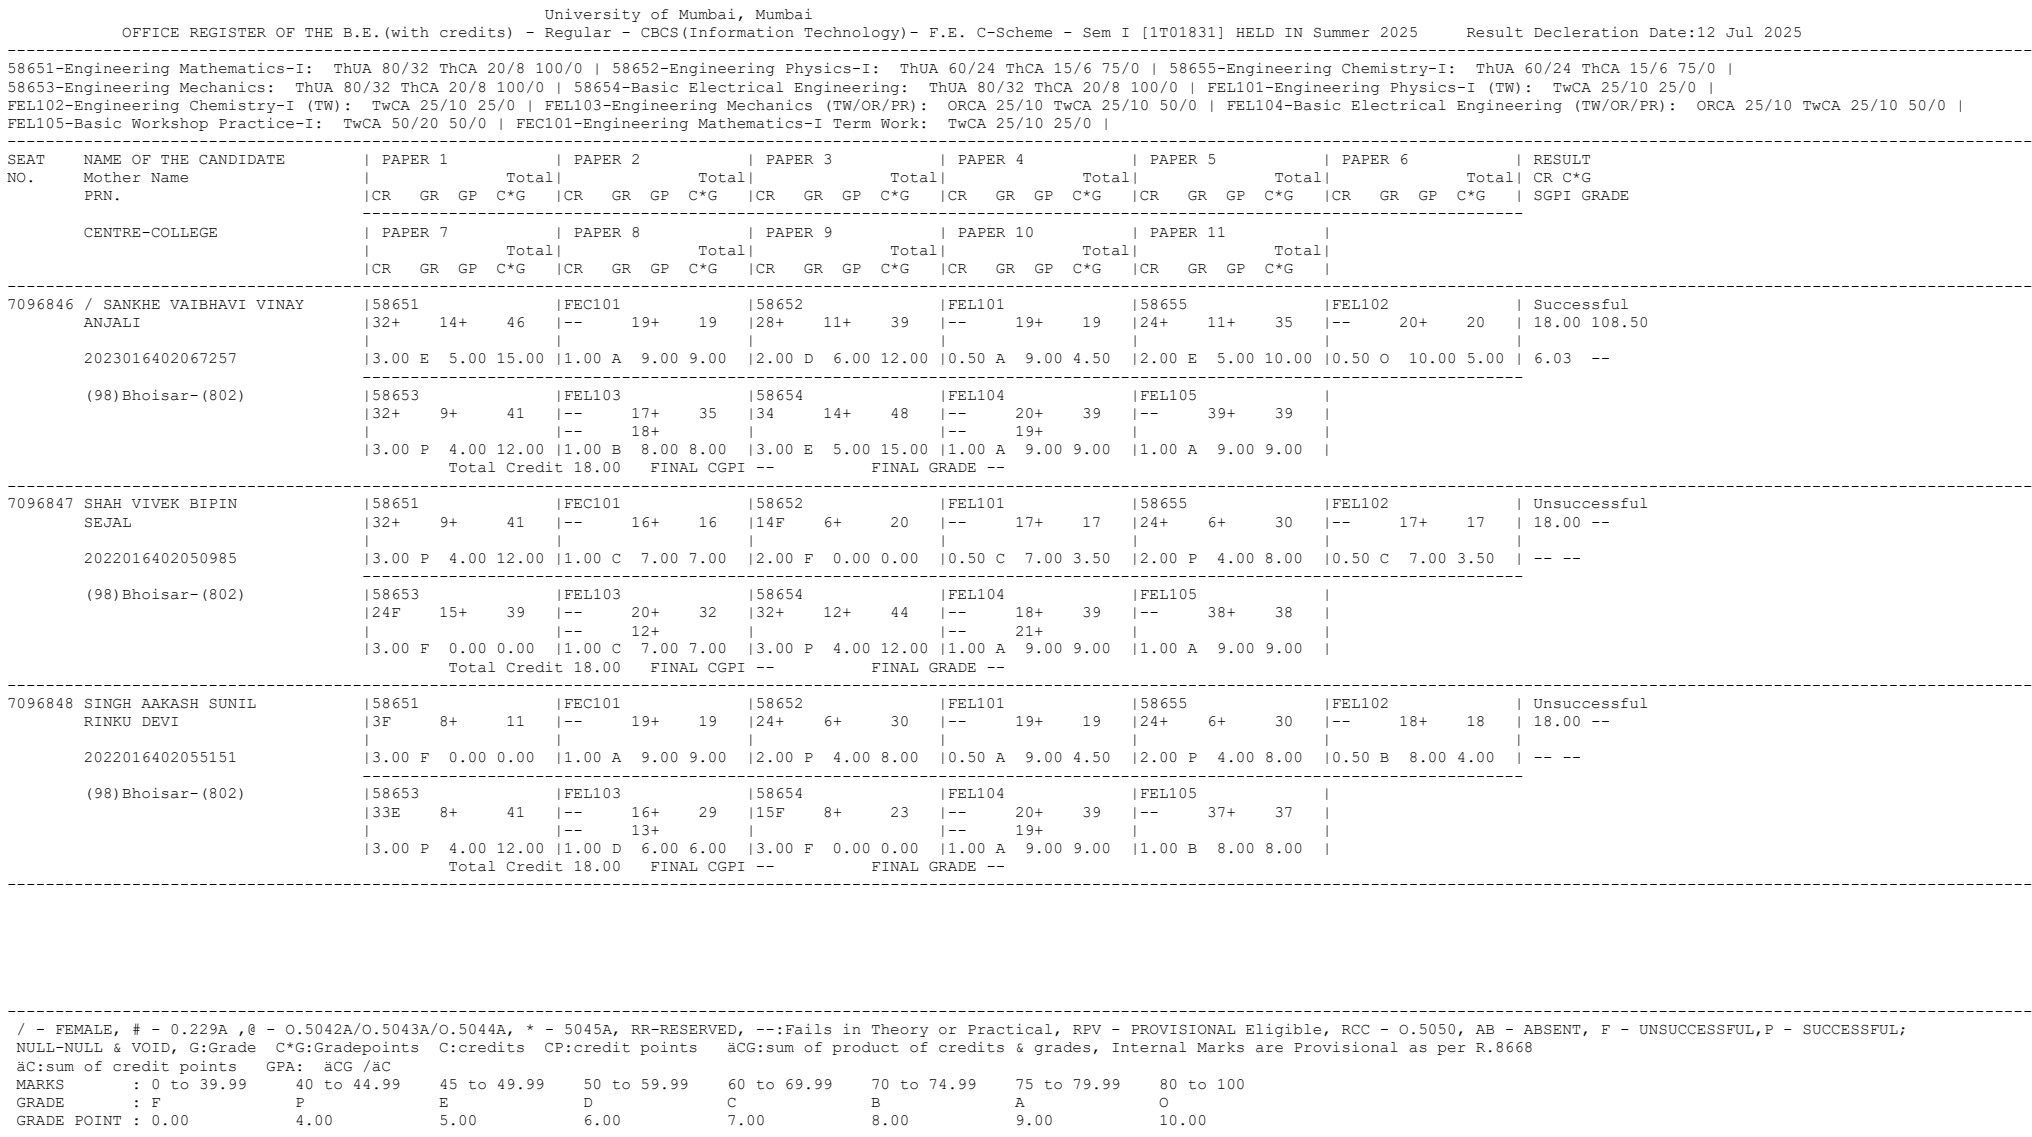 University of Mumbai, Mumbai
OFFICE REGISTER OF THE B.E.(with credits) - Regular - CBCS(Information Technology)- F.E. C-Scheme - Sem I [1T01831] HELD IN Summer 2025     Result Decleration Date:12 Jul 2025
58651-Engineering Mathematics-I:  ThUA 80/32 ThCA 20/8 100/0 | 58652-Engineering Physics-I:  ThUA 60/24 ThCA 15/6 75/0 | 58655-Engineering Chemistry-I:  ThUA 60/24 ThCA 15/6 75/0 |
58653-Engineering Mechanics:  ThUA 80/32 ThCA 20/8 100/0 | 58654-Basic Electrical Engineering:  ThUA 80/32 ThCA 20/8 100/0 | FEL101-Engineering Physics-I (TW):  TwCA 25/10 25/0 |
FEL102-Engineering Chemistry-I (TW):  TwCA 25/10 25/0 | FEL103-Engineering Mechanics (TW/OR/PR):  ORCA 25/10 TwCA 25/10 50/0 | FEL104-Basic Electrical Engineering (TW/OR/PR):  ORCA 25/10 TwCA 25/10 50/0 |
FEL105-Basic Workshop Practice-I:  TwCA 50/20 50/0 | FEC101-Engineering Mathematics-I Term Work:  TwCA 25/10 25/0 |
SEAT    NAME OF THE CANDIDATE        | PAPER 1           | PAPER 2           | PAPER 3           | PAPER 4           | PAPER 5           | PAPER 6           | RESULT
NO.     Mother Name                  |              Total|              Total|              Total|              Total|              Total|              Total| CR C*G
PRN.                         |CR   GR  GP  C*G   |CR   GR  GP  C*G   |CR   GR  GP  C*G   |CR   GR  GP  C*G   |CR   GR  GP  C*G   |CR   GR  GP  C*G   | SGPI GRADE
CENTRE-COLLEGE               | PAPER 7           | PAPER 8           | PAPER 9           | PAPER 10          | PAPER 11          |
|              Total|              Total|              Total|              Total|              Total|
|CR   GR  GP  C*G   |CR   GR  GP  C*G   |CR   GR  GP  C*G   |CR   GR  GP  C*G   |CR   GR  GP  C*G   |
7096846 / SANKHE VAIBHAVI VINAY      |58651              |FEC101             |58652              |FEL101             |58655              |FEL102             | Successful
ANJALI                       |32+    14+    46   |--     19+    19   |28+    11+    39   |--     19+    19   |24+    11+    35   |--     20+    20   | 18.00 108.50
|                   |                   |                   |                   |                   |                   |
2023016402067257             |3.00 E  5.00 15.00 |1.00 A  9.00 9.00  |2.00 D  6.00 12.00 |0.50 A  9.00 4.50  |2.00 E  5.00 10.00 |0.50 O  10.00 5.00 | 6.03  --
(98)Bhoisar-(802)            |58653              |FEL103             |58654              |FEL104             |FEL105             |
|32+    9+     41   |--     17+    35   |34     14+    48   |--     20+    39   |--     39+    39   |
|                   |--     18+         |                   |--     19+         |                   |
|3.00 P  4.00 12.00 |1.00 B  8.00 8.00  |3.00 E  5.00 15.00 |1.00 A  9.00 9.00  |1.00 A  9.00 9.00  |
Total Credit 18.00   FINAL CGPI --          FINAL GRADE --
7096847 SHAH VIVEK BIPIN             |58651              |FEC101             |58652              |FEL101             |58655              |FEL102             | Unsuccessful
SEJAL                        |32+    9+     41   |--     16+    16   |14F    6+     20   |--     17+    17   |24+    6+     30   |--     17+    17   | 18.00 --
|                   |                   |                   |                   |                   |                   |
2022016402050985             |3.00 P  4.00 12.00 |1.00 C  7.00 7.00  |2.00 F  0.00 0.00  |0.50 C  7.00 3.50  |2.00 P  4.00 8.00  |0.50 C  7.00 3.50  | -- --
(98)Bhoisar-(802)            |58653              |FEL103             |58654              |FEL104             |FEL105             |
|24F    15+    39   |--     20+    32   |32+    12+    44   |--     18+    39   |--     38+    38   |
|                   |--     12+         |                   |--     21+         |                   |
|3.00 F  0.00 0.00  |1.00 C  7.00 7.00  |3.00 P  4.00 12.00 |1.00 A  9.00 9.00  |1.00 A  9.00 9.00  |
Total Credit 18.00   FINAL CGPI --          FINAL GRADE --
7096848 SINGH AAKASH SUNIL           |58651              |FEC101             |58652              |FEL101             |58655              |FEL102             | Unsuccessful
RINKU DEVI                   |3F     8+     11   |--     19+    19   |24+    6+     30   |--     19+    19   |24+    6+     30   |--     18+    18   | 18.00 --
|                   |                   |                   |                   |                   |                   |
2022016402055151             |3.00 F  0.00 0.00  |1.00 A  9.00 9.00  |2.00 P  4.00 8.00  |0.50 A  9.00 4.50  |2.00 P  4.00 8.00  |0.50 B  8.00 4.00  | -- --
(98)Bhoisar-(802)            |58653              |FEL103             |58654              |FEL104             |FEL105             |
|33E    8+     41   |--     16+    29   |15F    8+     23   |--     20+    39   |--     37+    37   |
|                   |--     13+         |                   |--     19+         |                   |
|3.00 P  4.00 12.00 |1.00 D  6.00 6.00  |3.00 F  0.00 0.00  |1.00 A  9.00 9.00  |1.00 B  8.00 8.00  |
Total Credit 18.00   FINAL CGPI --          FINAL GRADE --
/ - FEMALE, # - 0.229A ,@ - O.5042A/O.5043A/O.5044A, * - 5045A, RR-RESERVED, --:Fails in Theory or Practical, RPV - PROVISIONAL Eligible, RCC - O.5050, AB - ABSENT, F - UNSUCCESSFUL,P - SUCCESSFUL;
NULL-NULL & VOID, G:Grade  C*G:Gradepoints  C:credits  CP:credit points   äCG:sum of product of credits & grades, Internal Marks are Provisional as per R.8668
äC:sum of credit points   GPA:  äCG /äC
MARKS       : 0 to 39.99    40 to 44.99    45 to 49.99    50 to 59.99    60 to 69.99    70 to 74.99    75 to 79.99    80 to 100
GRADE       : F              P              E              D              C              B              A              O
GRADE POINT : 0.00           4.00           5.00           6.00           7.00           8.00           9.00           10.00